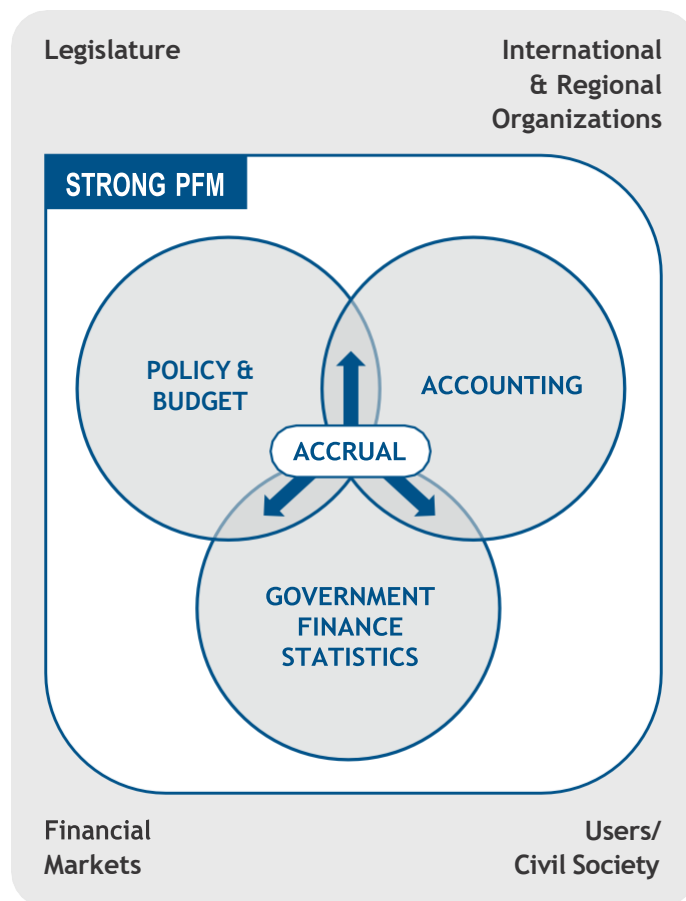 Legislature
International
& Regional
Organizations
STRONG PFM
POLICY &
BUDGET
ACCOUNTING
ACCRUAL
GOVERNMENT
FINANCE
STATISTICS
Financial
Markets
Users/
Civil Society